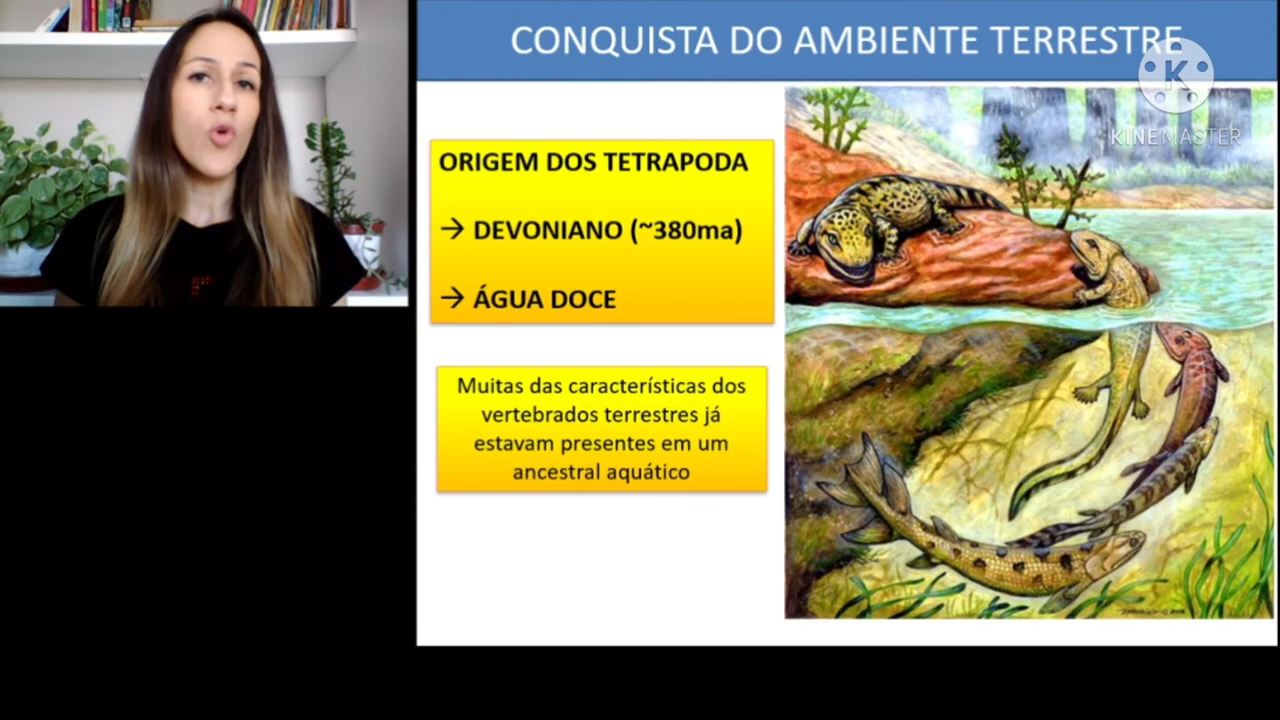 CONQUISTA DO AMBIENTE TERRESTRE
K
KINEMASTER
ORIGEM DOS TETRAPODA
→ DEVONIANO (~380ma)
→ ÁGUA DOCE
Muitas das características dos
vertebrados terrestres já
estavam presentes em um
ancestral aquático